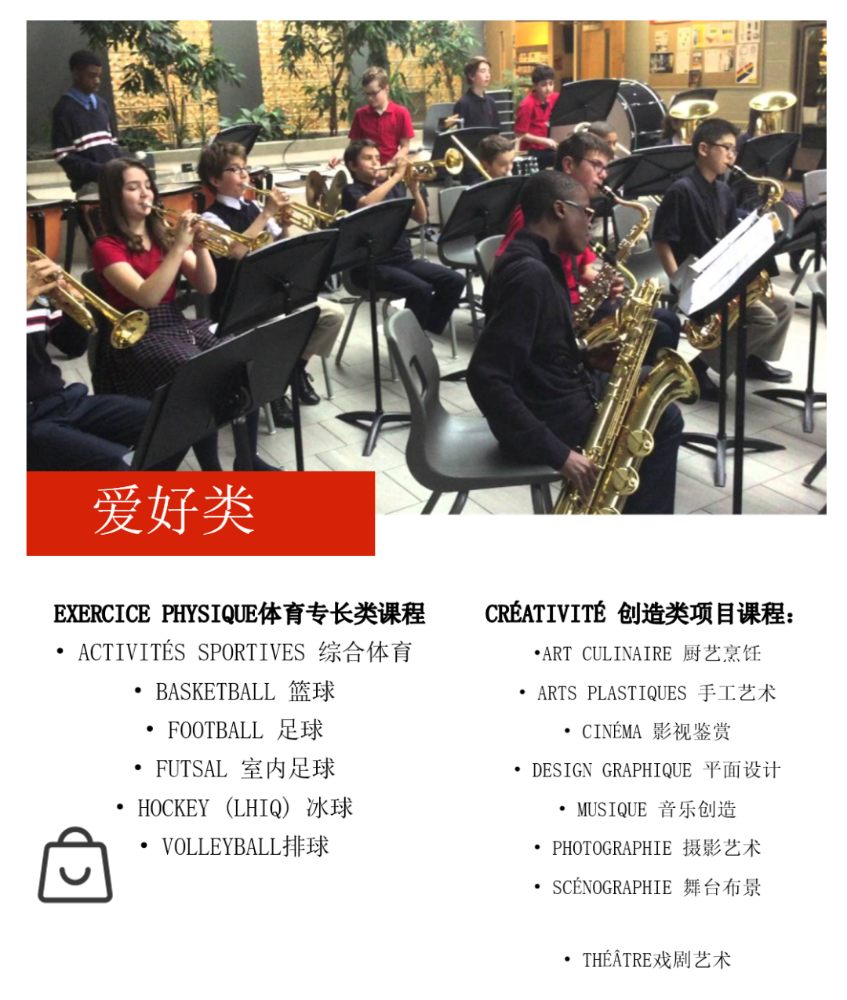 爱好类
EXERCICE PHYSIQUE体育专长类课程
• ACTIVITÉS SPORTIVES 综合体育
• BASKETBALL 篮球
• FOOTBALL 足球
• FUTSAL 室内足球
• HOCKEY (LHIQ) 冰球
• VOLLEYBALL排球
CRÉATIVITÉ 创造类项目课程：
•ART CULINAIRE 厨艺烹饪
• ARTS PLASTIQUES 手工艺术
• CINÉMA 影视鉴赏
• DESIGN GRAPHIQUE 平面设计
• MUSIQUE 音乐创造
• PHOTOGRAPHIE 摄影艺术
• SCÉNOGRAPHIE 舞台布景
• THÉÂTRE戏剧艺术